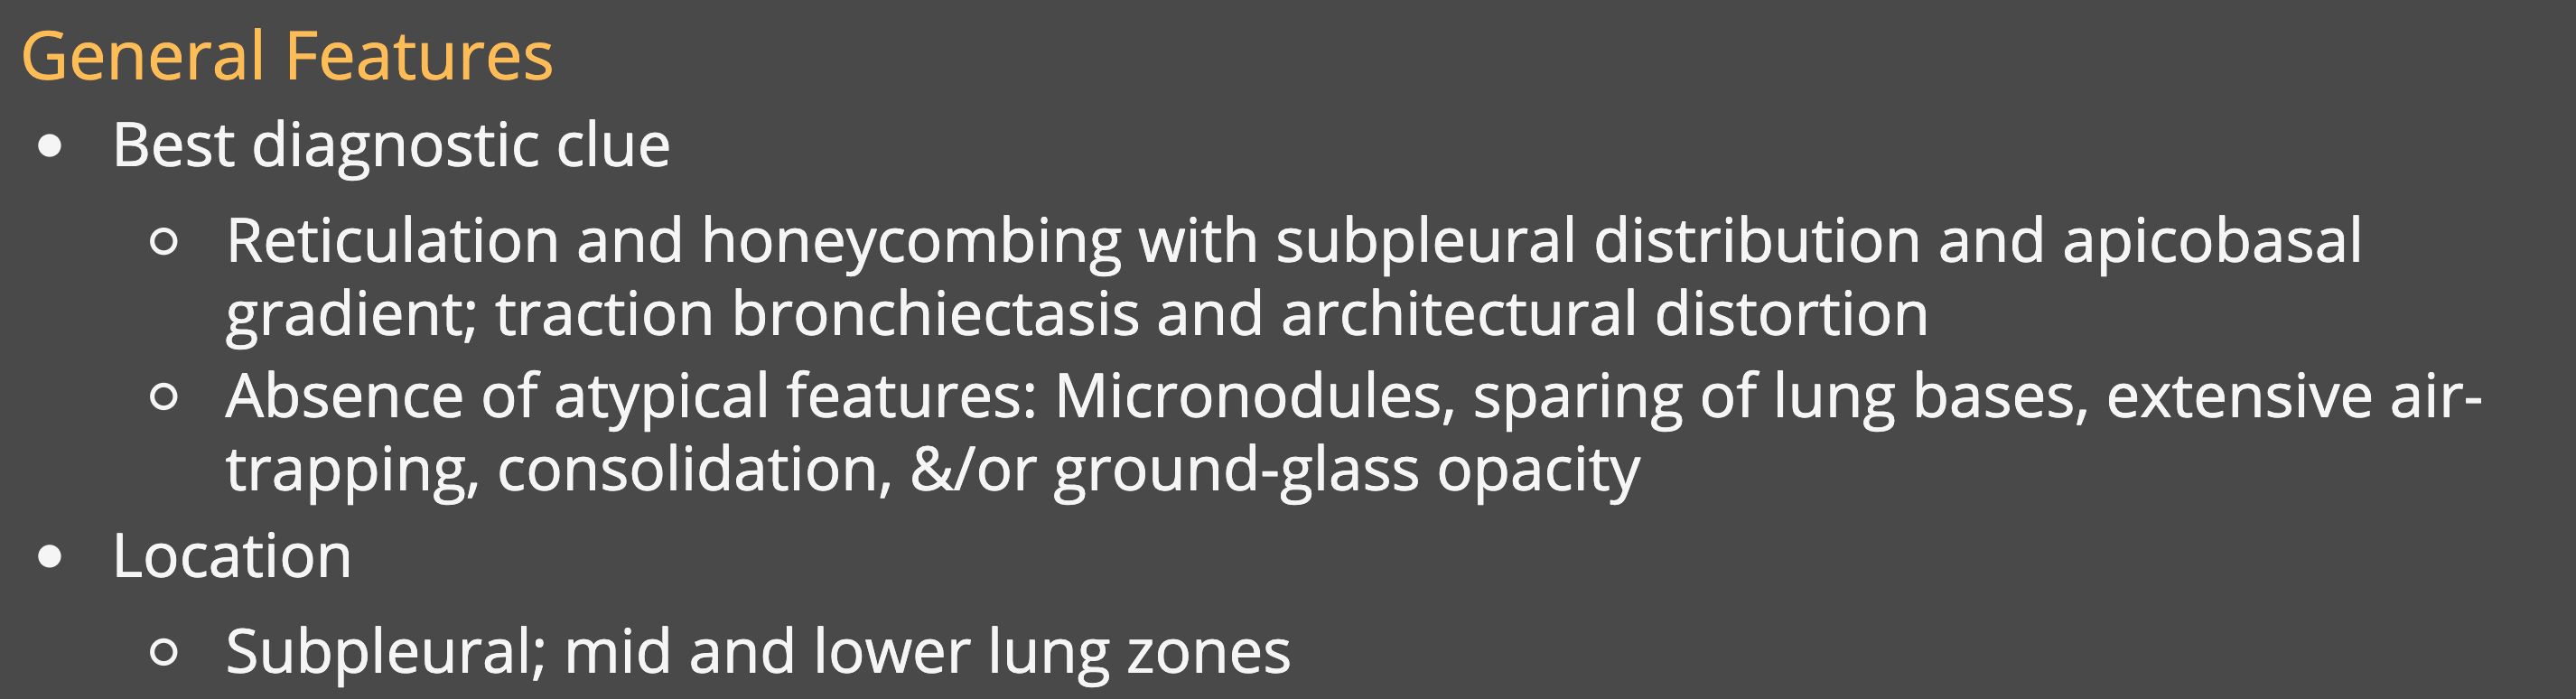 General Features
• Best diagnostic clue
○ Reticulation and honeycombing with subpleural distribution and apicobasal
gradient; traction bronchiectasis and architectural distortion
○ Absence of atypical features: Micronodules, sparing of lung bases, extensive air-
trapping, consolidation, &/or ground-glass opacity
• Location
○ Subpleural; mid and lower lung zones